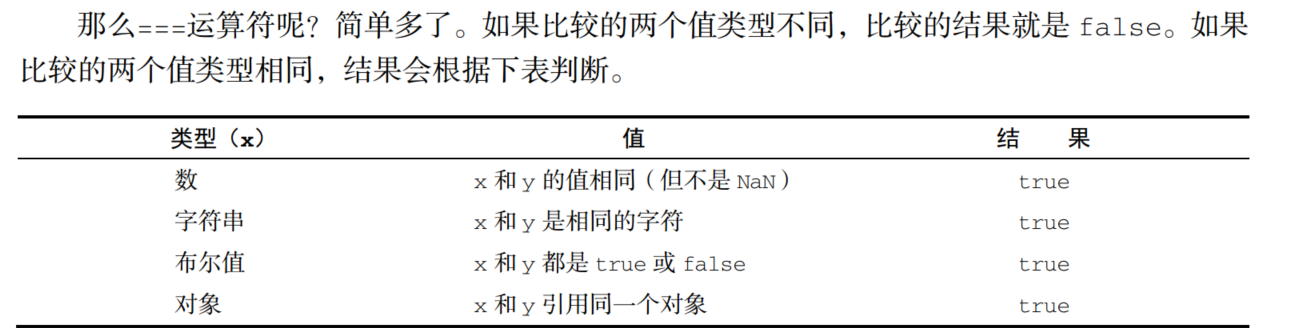 那么===运算符呢？简单多了。如果比较的两个值类型不同，比较的结果就是 false。如果
比较的两个值类型相同，结果会根据下表判断。
类型（x） 值 结 果
数 x 和 y 的值相同（但不是 NaN） true
字符串 x 和 y 是相同的字符 true
布尔值 x 和 y 都是 true 或 false true
对象 x 和 y 引用同一个对象 true